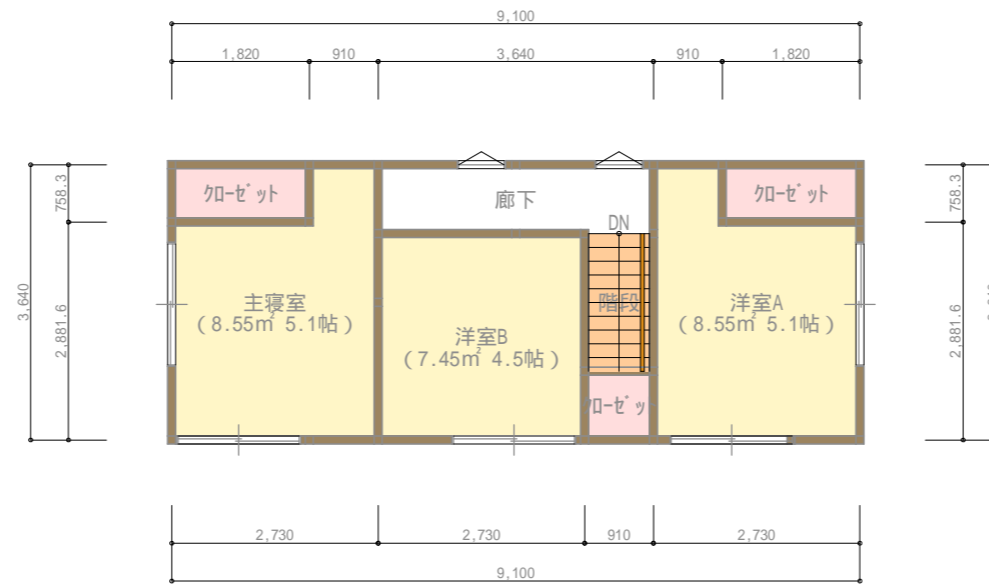 9,100
1,820
910
3,640
910
1,820
758.3
2,881.6
3,640
クローゼット
廊下
クローゼット
DN
758.3
2,881.6
主寝室
(8.55㎡ 5.1帖)
洋室B
(7.45㎡ 4.5帖)
階段
洋室A
(8.55㎡ 5.1帖)
ローゼッ
2,730
2,730
910
2,730
9,100